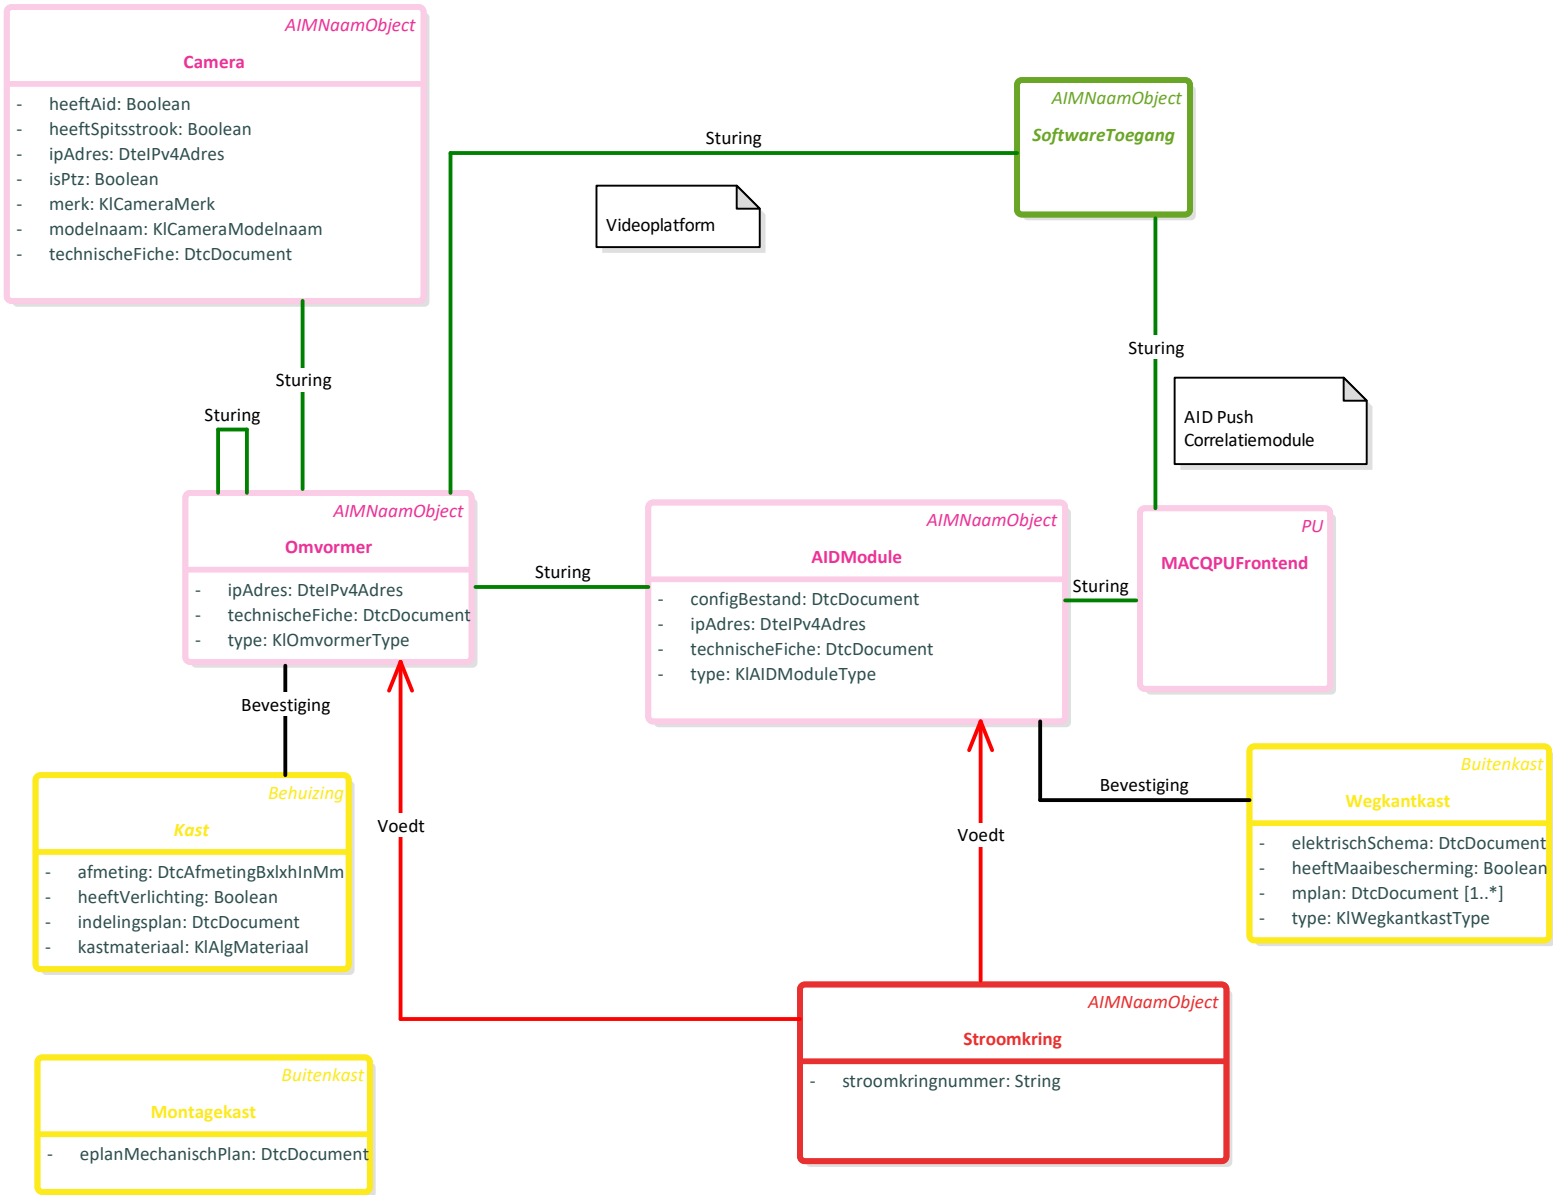 AIMNaamObject
Camera
- heeftAid: Boolean
- heeftSpitsstrook: Boolean
- ipAdres: DteIPv4Adres
- isPtz: Boolean
- merk: KlCameraMerk
- modelnaam: KlCameraModelnaam
- technischeFiche: DtcDocument
AIMNaamObject
SoftwareToegang
Sturing
Videoplatform
Sturing
AID Push
Correlatiemodule
Sturing
Sturing
AIMNaamObject
Omvormer
- ipAdres: DteIPv4Adres
- technischeFiche: DtcDocument
- type: KlOmvormerType
Sturing
AIMNaamObject
AIDModule
- configBestand: DtcDocument
- ipAdres: DteIPv4Adres
- technischeFiche: DtcDocument
- type: KlAIDModuleType
Sturing
PU
MACQPUFrontend
Bevestiging
Behuizing
Kast
- afmeting: DtcAfmetingBxlxhInMm
- heeftVerlichting: Boolean
- indelingsplan: DtcDocument
- kastmateriaal: KlAlgMateriaal
Voedt
Voedt
Bevestiging
Buitenkast
Wegkantkast
- elektrischSchema: DtcDocument
- heeftMaaibescherming: Boolean
- mplan: DtcDocument [1..*]
- type: KlWegkantkastType
AIMNaamObject
Stroomkring
- stroomkringnummer: String
Buitenkast
Montagekast
- eplanMechanischPlan: DtcDocument